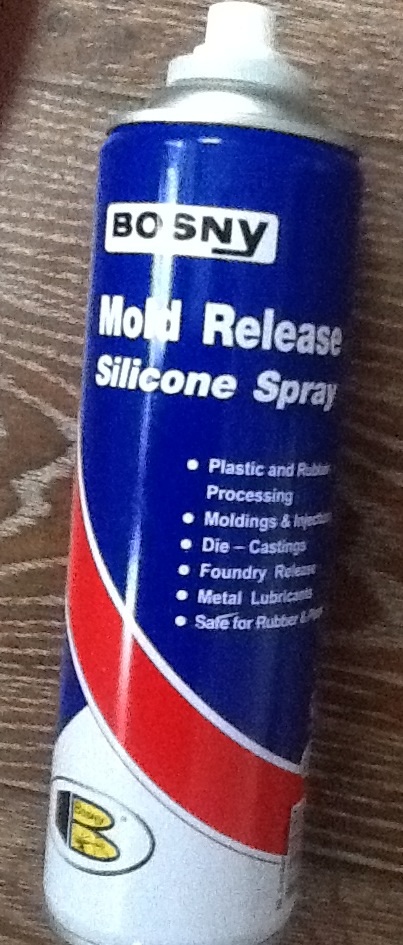 BOSNY
Mold Release
Silicone Spray
Plastic and Rubber
Processing
Moldings & Injection
Die – Castings
Foundry Release
Metal Lubricants
Safe for Rubber &
Bosny
B